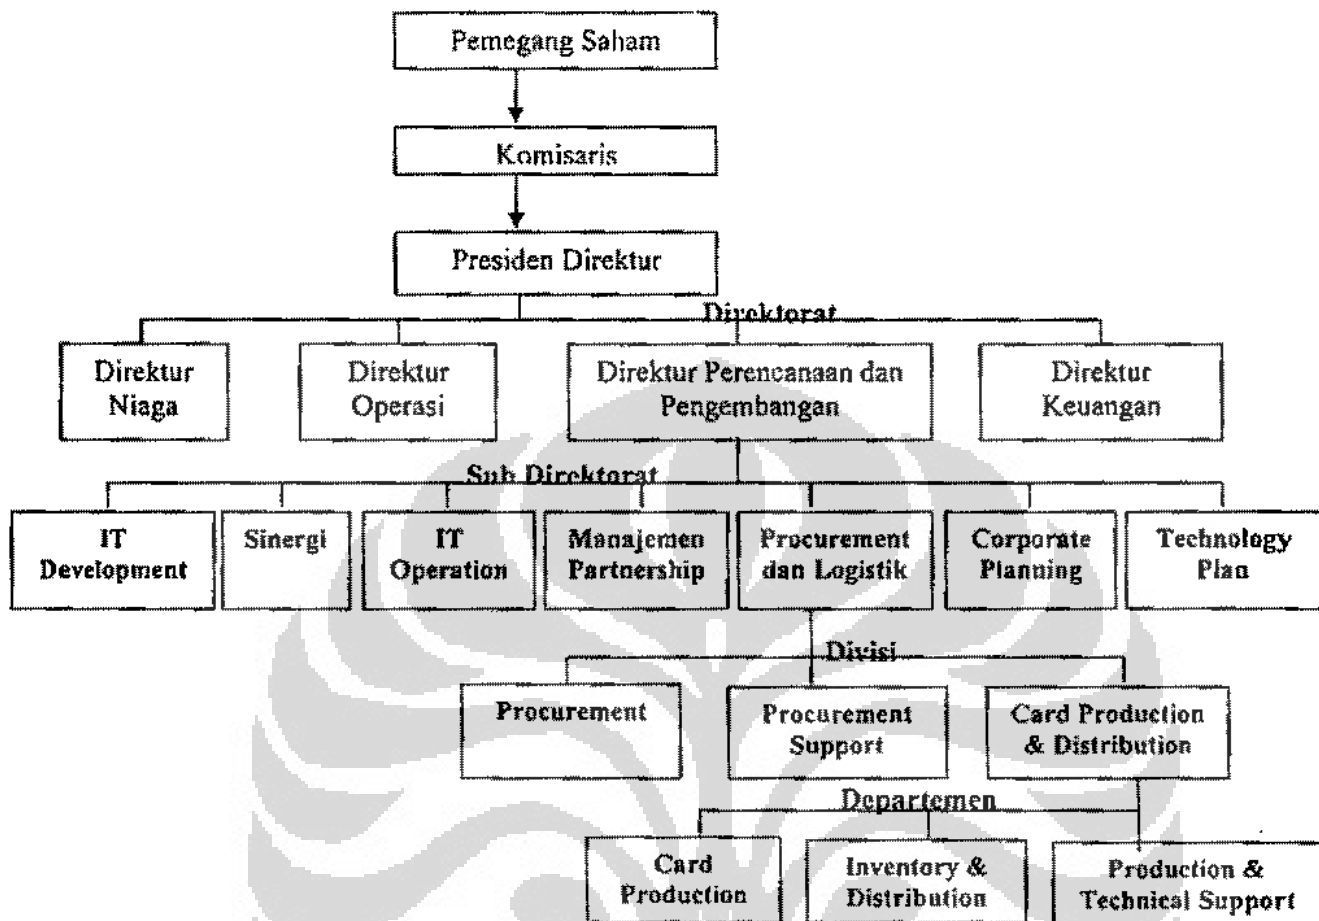 Pemegang Saham
Komisaris
Presiden Direktur
Direktorat
Direktur
Niaga
Direktur
Operasi
Direktur Perencanaan dan
Pengembangan
Direktur
Keuangan
Sub Direktorat
IT
Development
Sinergi
IT
Operation
Manajemen
Partnership
Procurement
dan Logistik
Corporate
Planning
Technology
Plan
Divisi
Procurement
Procurement
Support
Card Production
& Distribution
Departemen
Card
Production
Inventory &
Distribution
Production &
Technical Support